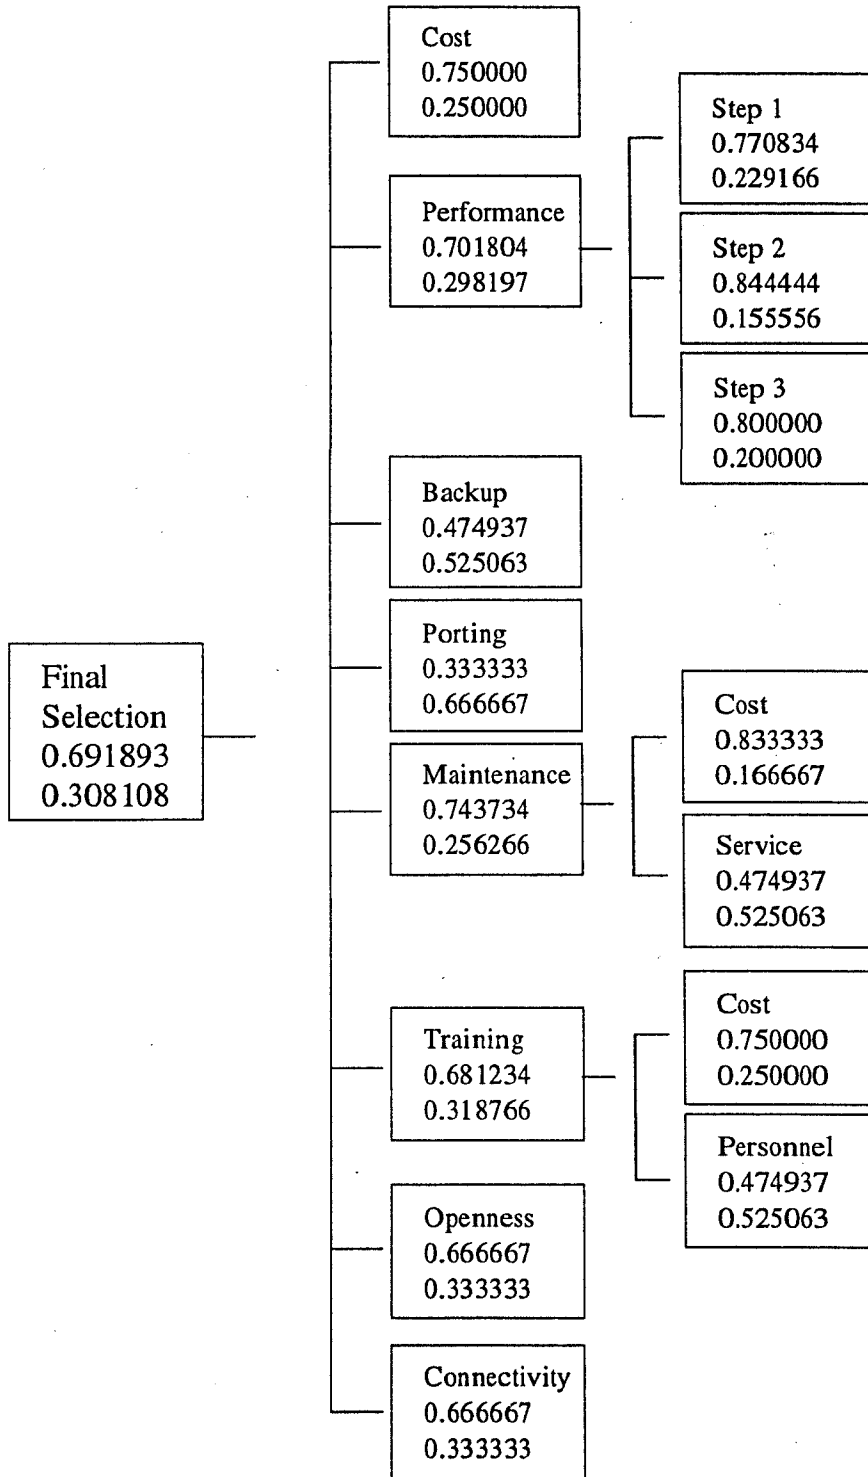 Final
Selection
0.691893
0.308108
Cost
0.750000
0.250000
Performance
0.701804
0.298197
Step 1
0.770834
0.229166
Step 2
0.844444
0.155556
Step 3
0.800000
0.200000
Backup
0.474937
0.525063
Porting
0.333333
0.666667
Maintenance
0.743734
0.256266
Cost
0.833333
0.166667
Service
0.474937
0.525063
Training
0.681234
0.318766
Cost
0.750000
0.250000
Personnel
0.474937
0.525063
Openness
0.666667
0.333333
Connectivity
0.666667
0.333333